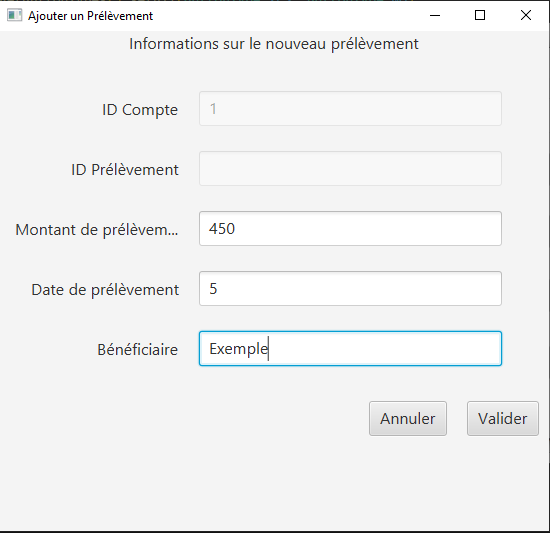 Ajouter un Prélèvement
Informations sur le nouveau prélèvement
ID Compte 1
ID Prélèvement
Montant de prélèvem... 450
Date de prélèvement 5
Bénéficiaire Exemple
Annuler Valider